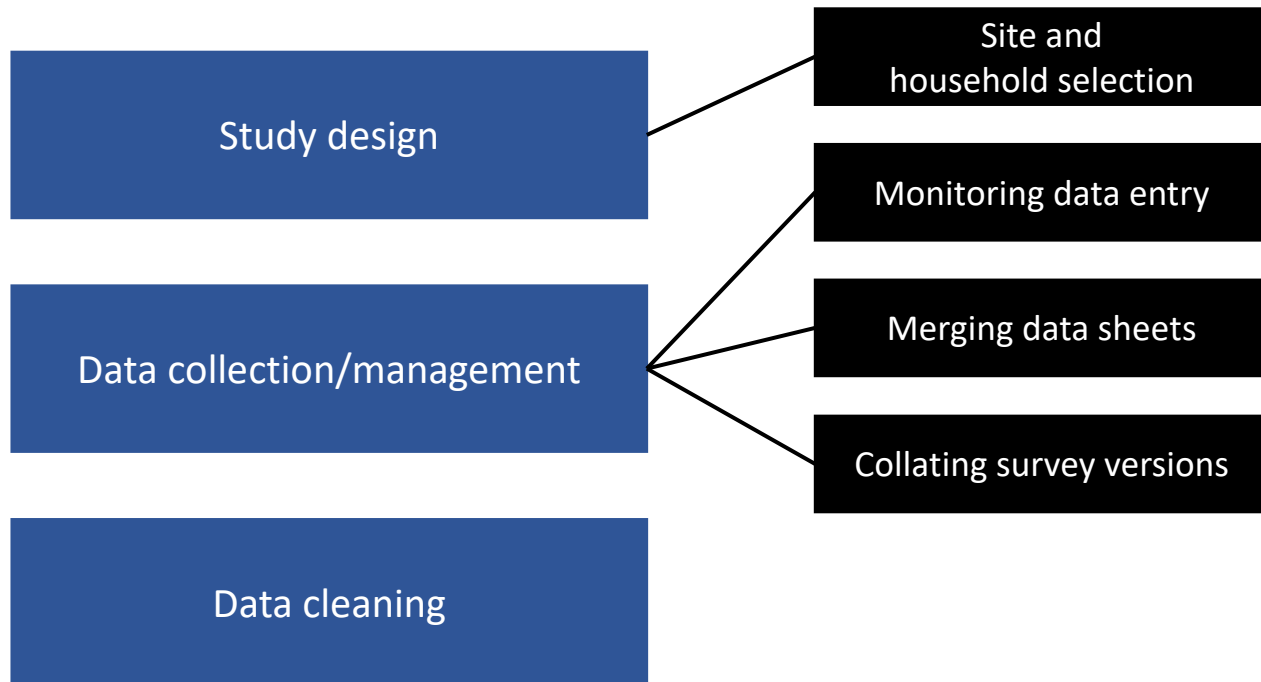 Study design
Site and
household selection
Monitoring data entry
Data collection/management
Merging data sheets
Collating survey versions
Data cleaning